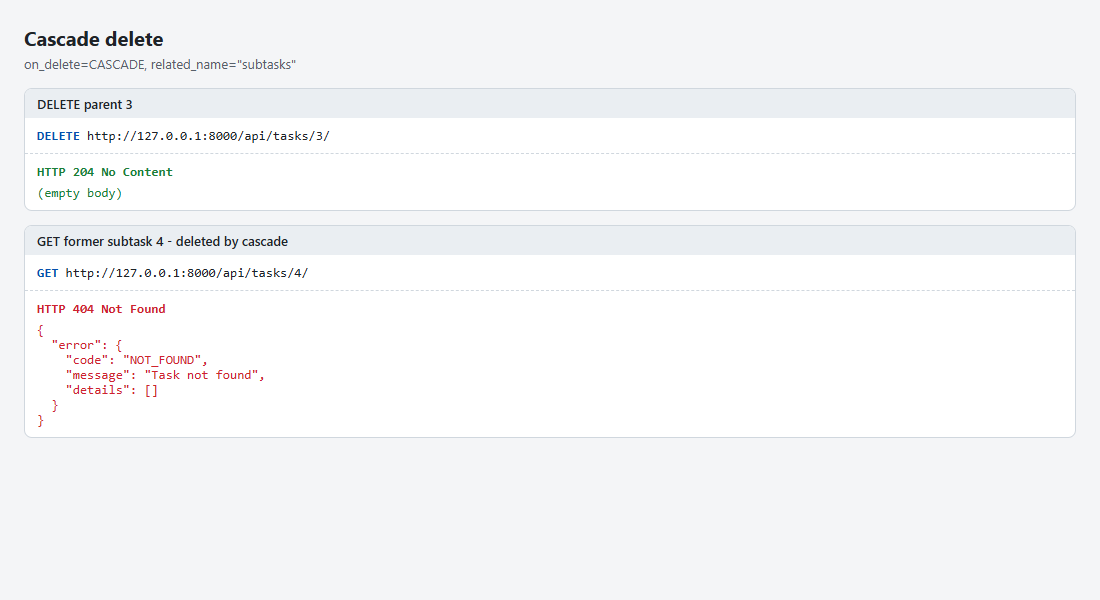 Cascade delete
on_delete=CASCADE, related_name="subtasks"
DELETE parent 3
DELETE http://127.0.0.1:8000/api/tasks/3/
HTTP 204 No Content
(empty body)
GET former subtask 4 - deleted by cascade
GET http://127.0.0.1:8000/api/tasks/4/
HTTP 404 Not Found
{
  "error": {
    "code": "NOT_FOUND",
    "message": "Task not found",
    "details": []
  }
}